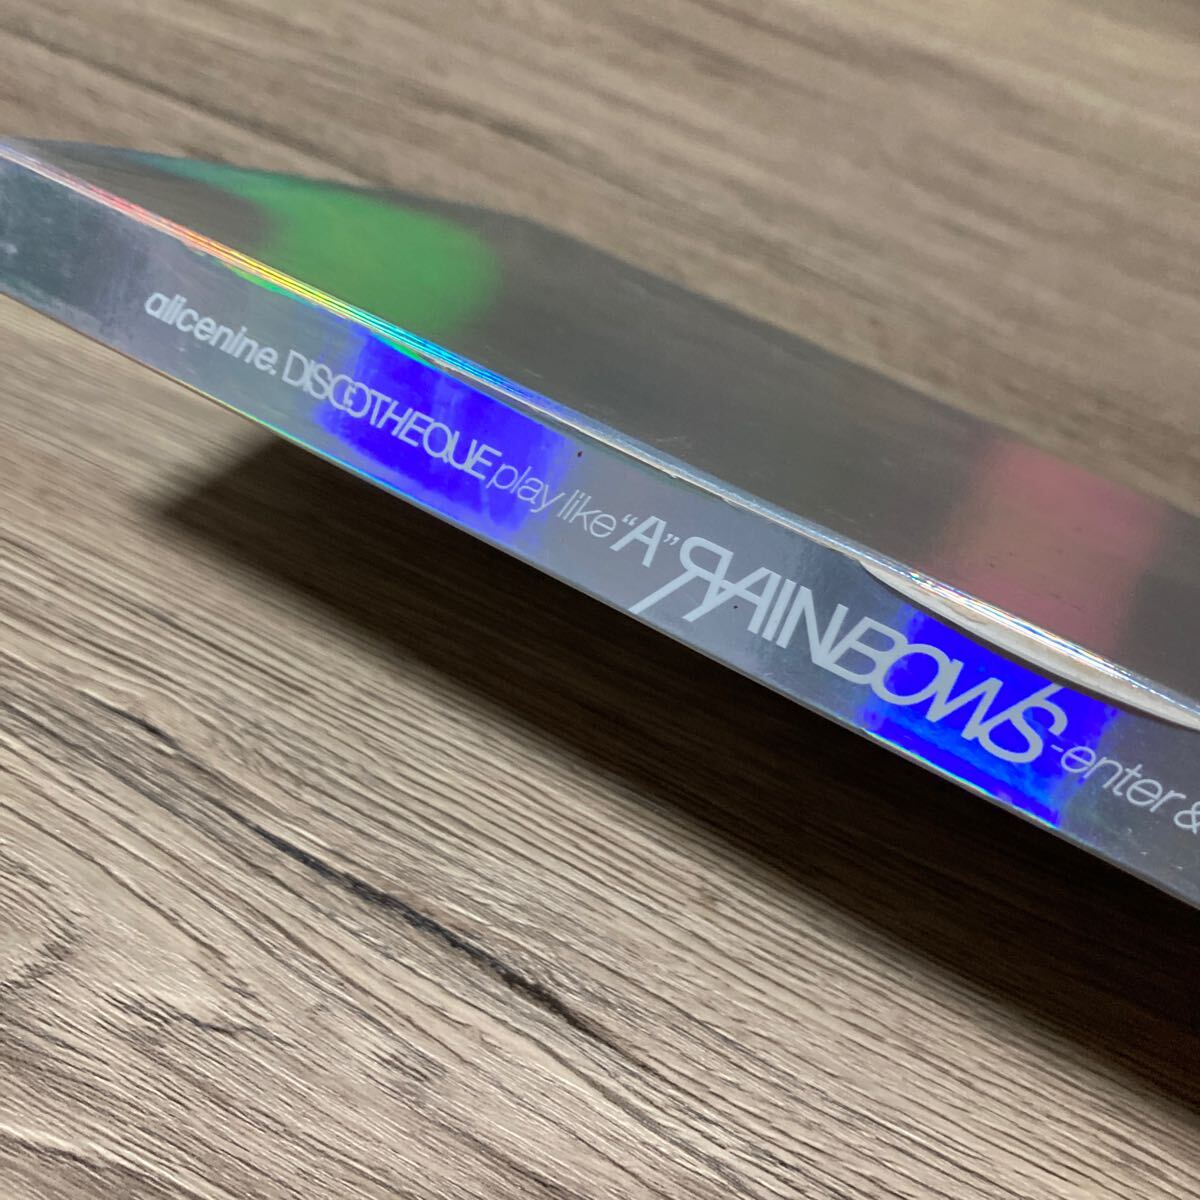 alicenine. DISCOTHEQUE play like "A" RAINBOWS -enter &